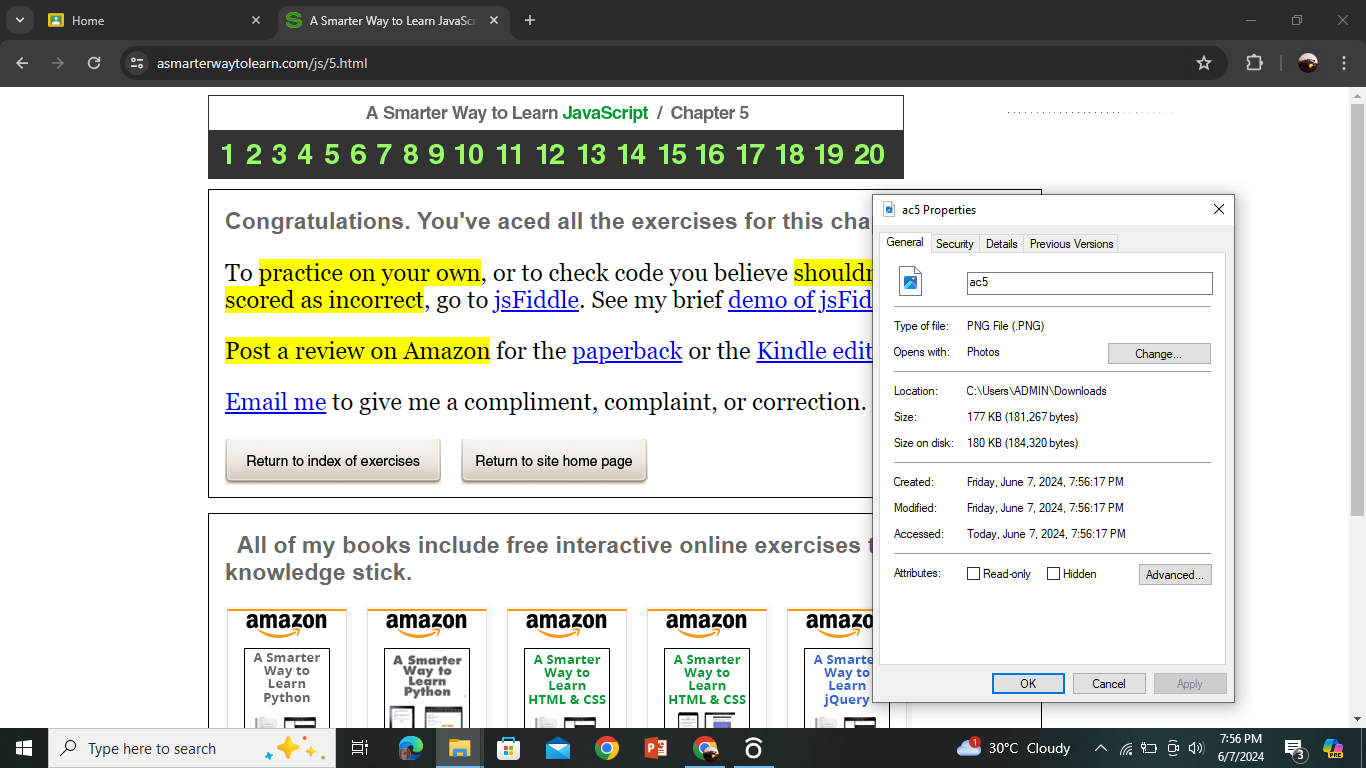 Home
A Smarter Way to Learn JavaSc
asmarterwaytolearn.com/js/5.html
A Smarter Way to Learn JavaScript / Chapter 5
1 2 3 4 5 6 7 8 9 10 11 12 13 14 15 16 17 18 19 20
Congratulations. You've aced all the exercises for this cha
To practice on your own, or to check code you believe shouldn
scored as incorrect, go to jsFiddle. See my brief demo of jsFid
Post a review on Amazon for the paperback or the Kindle edit
Email me to give me a compliment, complaint, or correction.
Return to index of exercises Return to site home page
All of my books include free interactive online exercises t
knowledge stick.
amazon amazon amazon amazon amazon
A Smarter Way to Learn Python
A Smarter Way to Learn Python
A Smarter Way to Learn HTML & CSS
A Smarter Way to Learn HTML & CSS
A Smarte Way to Learn jQuery
ac5 Properties
General Security Details Previous Versions
ac5
Type of file: PNG File (.PNG)
Opens with: Photos Change...
Location: C:\Users\ADMIN\Downloads
Size: 177 KB (181,267 bytes)
Size on disk: 180 KB (184,320 bytes)
Created: Friday, June 7, 2024, 7:56:17 PM
Modified: Friday, June 7, 2024, 7:56:17 PM
Accessed: Today, June 7, 2024, 7:56:17 PM
Attributes: Read-only Hidden Advanced...
OK Cancel Apply
Type here to search
1
30°C Cloudy
7:56 PM
6/7/2024
3
PRE